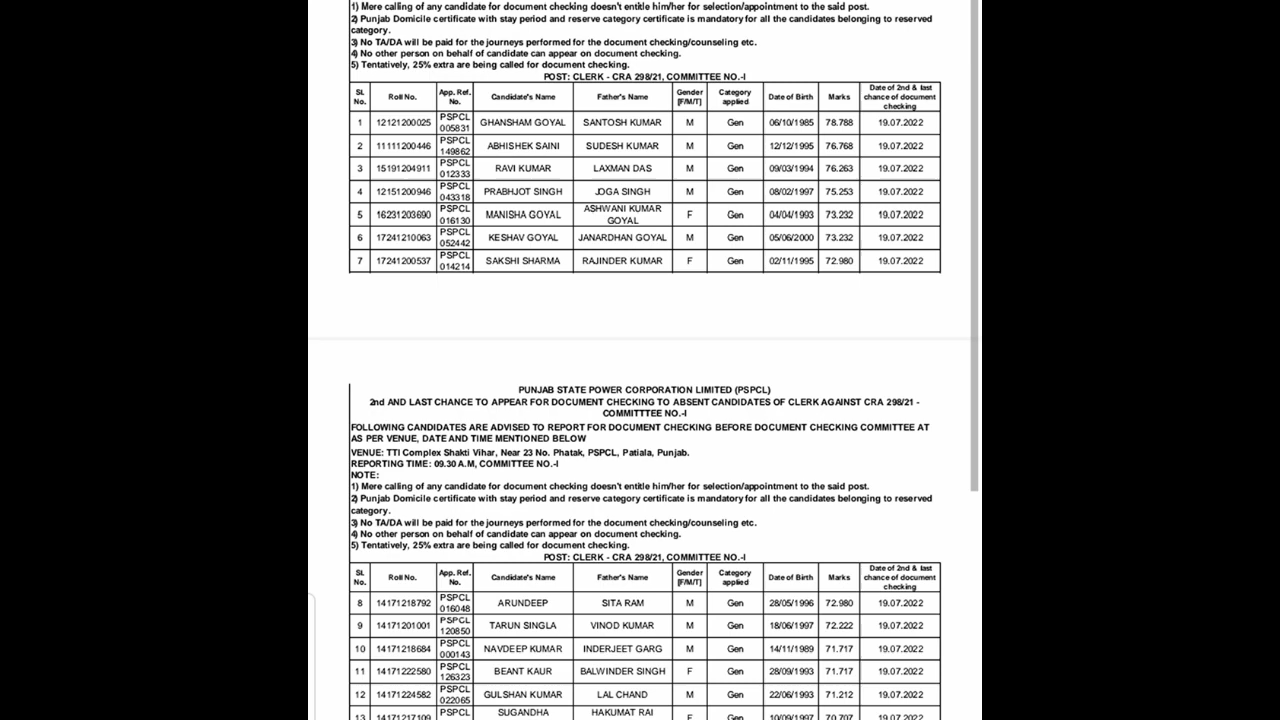 1) Mere calling of any candidate for document checking doesn't entitle him/her for selection/appointment to the said post.
2) Punjab Domicile certificate with stay period and reserve category certificate is mandatory for all the candidates belonging to reserved
category.
3) No TA/DA will be paid for the journeys performed for the document checking/counseling etc.
4) No other person on behalf of candidate can appear on document checking.
5) Tentatively, 25% extra are being called for document checking.
POST: CLERK - CRA 298/21, COMMITTEE NO.-I
Sl. No. Roll No. App. Ref. No. Candidate's Name Father's Name Gender [F/M/T] Category applied Date of Birth Marks Date of 2nd & last chance of document checking
1 12121200025 PSPCL 005831 GHANSHAM GOYAL SANTOSH KUMAR M Gen 06/10/1985 78.788 19.07.2022
2 11111200446 PSPCL 149862 ABHISHEK SAINI SUDESH KUMAR M Gen 12/12/1995 76.768 19.07.2022
3 15191204911 PSPCL 012333 RAVI KUMAR LAXMAN DAS M Gen 09/03/1994 76.263 19.07.2022
4 12151200946 PSPCL 043318 PRABHJOT SINGH JOGA SINGH M Gen 08/02/1997 75.253 19.07.2022
5 16231203690 PSPCL 016130 MANISHA GOYAL ASHWANI KUMAR GOYAL F Gen 04/04/1993 73.232 19.07.2022
6 17241210063 PSPCL 052442 KESHAV GOYAL JANARDHAN GOYAL M Gen 05/06/2000 73.232 19.07.2022
7 17241200537 PSPCL 014214 SAKSHI SHARMA RAJINDER KUMAR F Gen 02/11/1995 72.980 19.07.2022
PUNJAB STATE POWER CORPORATION LIMITED (PSPCL)
2nd AND LAST CHANCE TO APPEAR FOR DOCUMENT CHECKING TO ABSENT CANDIDATES OF CLERK AGAINST CRA 298/21 -
COMMITTTEE NO.-I
FOLLOWING CANDIDATES ARE ADVISED TO REPORT FOR DOCUMENT CHECKING BEFORE DOCUMENT CHECKING COMMITTEE AT
AS PER VENUE, DATE AND TIME MENTIONED BELOW
VENUE: TTI Complex Shakti Vihar, Near 23 No. Phatak, PSPCL, Patiala, Punjab.
REPORTING TIME: 09.30 A.M, COMMITTEE NO.-I
NOTE:
1) Mere calling of any candidate for document checking doesn't entitle him/her for selection/appointment to the said post.
2) Punjab Domicile certificate with stay period and reserve category certificate is mandatory for all the candidates belonging to reserved
category.
3) No TA/DA will be paid for the journeys performed for the document checking/counseling etc.
4) No other person on behalf of candidate can appear on document checking.
5) Tentatively, 25% extra are being called for document checking.
POST: CLERK - CRA 298/21, COMMITTEE NO.-I
Sl. No. Roll No. App. Ref. No. Candidate's Name Father's Name Gender [F/M/T] Category applied Date of Birth Marks Date of 2nd & last chance of document checking
8 14171218792 PSPCL 016048 ARUNDEEP SITA RAM M Gen 28/05/1996 72.980 19.07.2022
9 14171201001 PSPCL 120850 TARUN SINGLA VINOD KUMAR M Gen 18/06/1997 72.222 19.07.2022
10 14171218684 PSPCL 000143 NAVDEEP KUMAR INDERJEET GARG M Gen 14/11/1989 71.717 19.07.2022
11 14171222580 PSPCL 126323 BEANT KAUR BALWINDER SINGH F Gen 28/09/1993 71.717 19.07.2022
12 14171224582 PSPCL 022065 GULSHAN KUMAR LAL CHAND M Gen 22/06/1993 71.212 19.07.2022
13 14171217109 PSPCL SUGANDHA HAKUMAT RAI F Gen 10/09/1997 70.707 19.07.2022